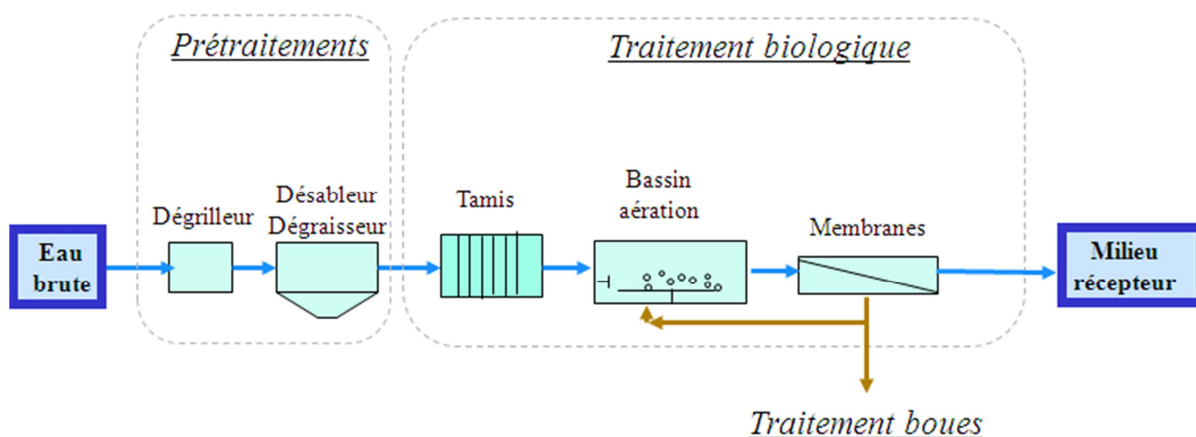 Prétraitements
Traitement biologique
Dégrilleur
Désableur
Dégraisseur
Tamis
Bassin
aération
Membranes
Eau
brute
Milieu
récepteur
Traitement boues